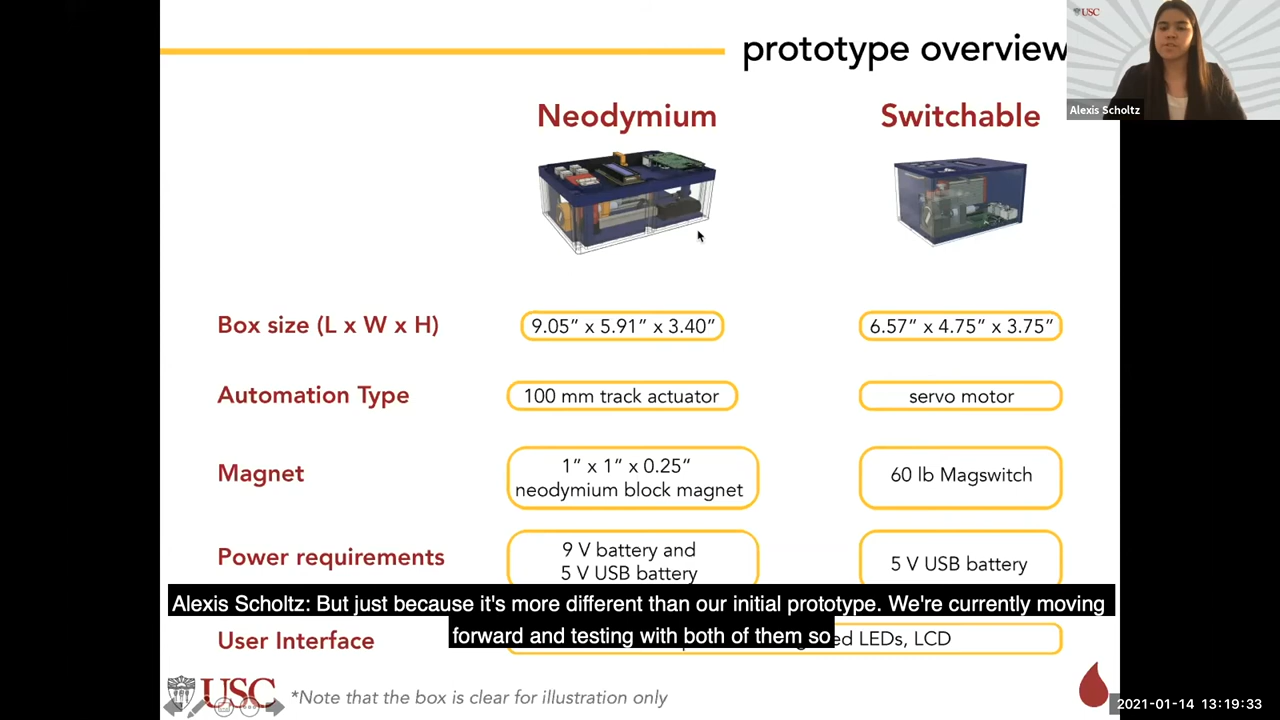 USC
Alexis Scholtz
prototype overview
Neodymium
Switchable
Box size (L x W x H)
9.05” x 5.91” x 3.40”
6.57” x 4.75” x 3.75”
Automation Type
100 mm track actuator
servo motor
Magnet
1” x 1” x 0.25”
neodymium block magnet
60 lb Magswitch
Power requirements
9 V battery and
5 V USB battery
5 V USB battery
Alexis Scholtz: But just because it's more different than our initial prototype. We're currently moving
forward and testing with both of them so
User Interface
LEDs, LCD
USC
*Note that the box is clear for illustration only
2021-01-14 13:19:33